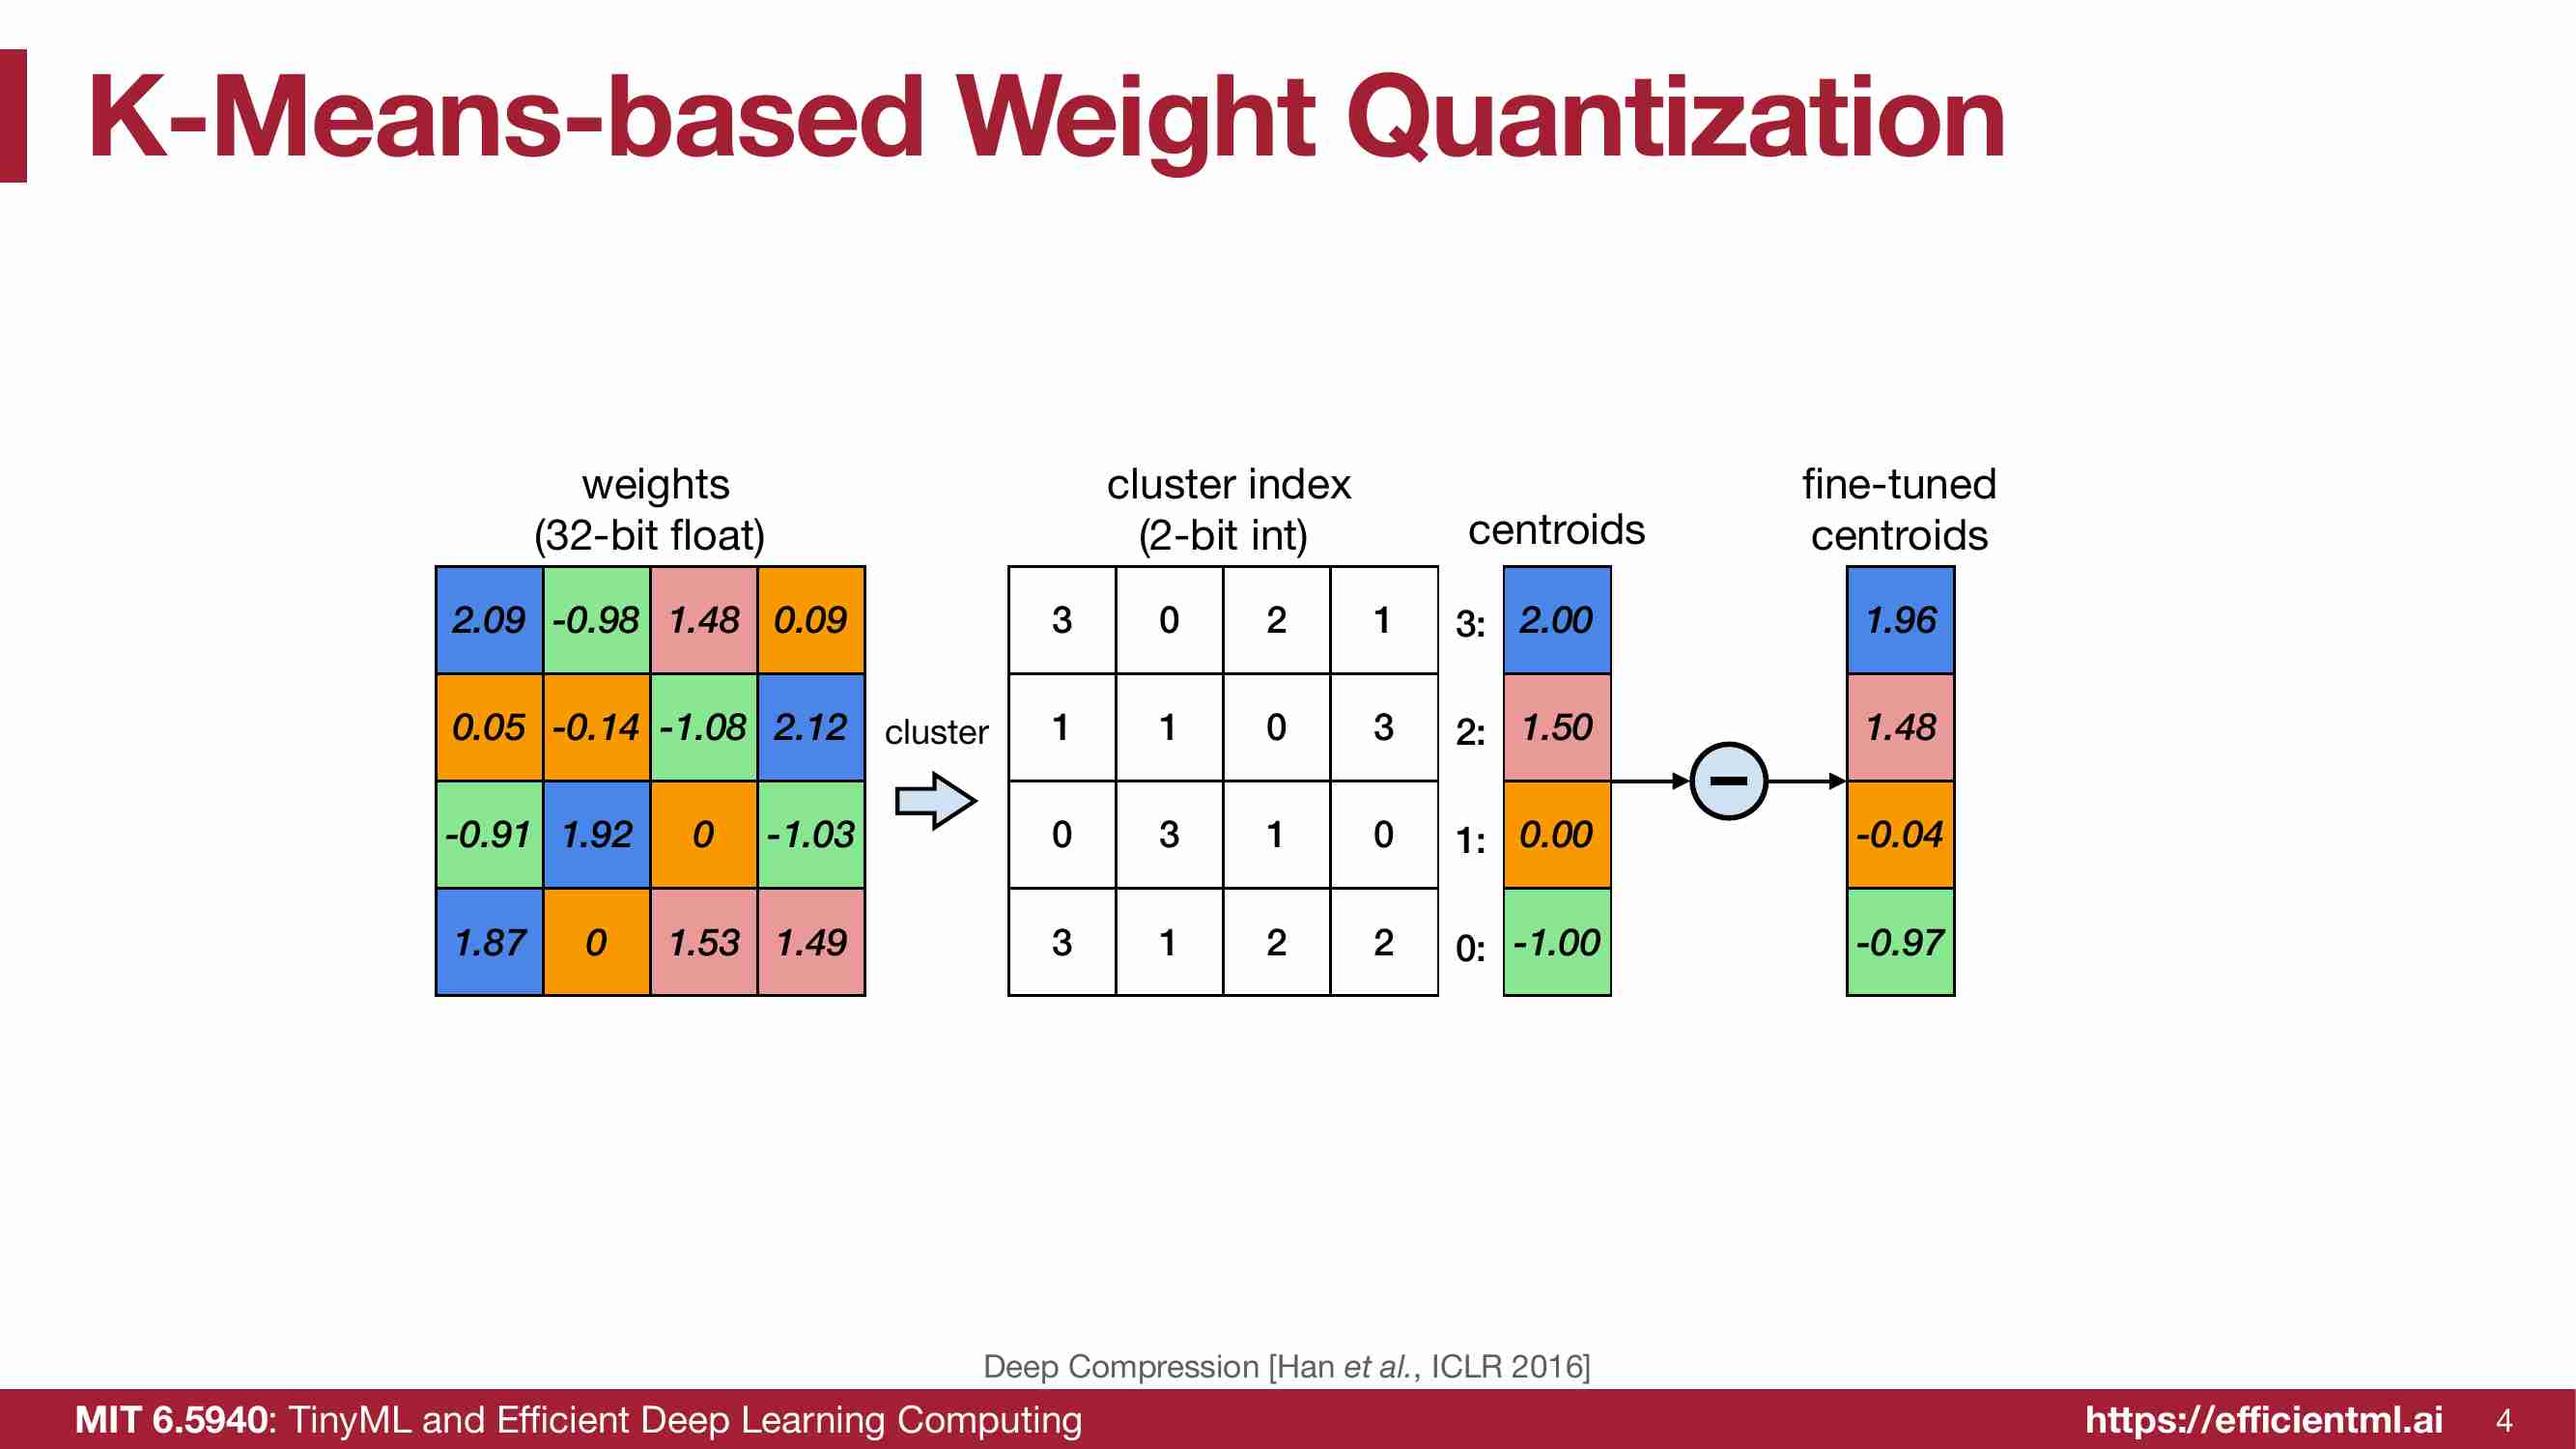 K-Means-based Weight Quantization
weights
(32-bit float)
2.09 -0.98 1.48 0.09
0.05 -0.14 -1.08 2.12
-0.91 1.92 0 -1.03
1.87 0 1.53 1.49
cluster
cluster index
(2-bit int)
3 0 2 1
1 1 0 3
0 3 1 0
3 1 2 2
centroids
3: 2.00
2: 1.50
1: 0.00
0: -1.00
fine-tuned
centroids
1.96
1.48
-0.04
-0.97
Deep Compression [Han et al., ICLR 2016]
MIT 6.5940: TinyML and Efficient Deep Learning Computing
https://efficientml.ai 4